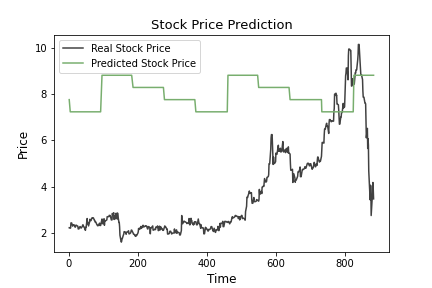 Stock Price Prediction
Real Stock Price
Predicted Stock Price
10
8
6
4
2
Price
0 200 400 600 800
Time